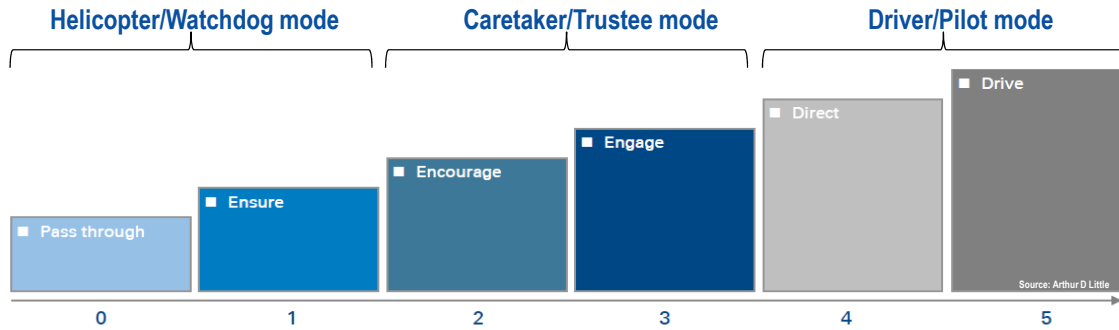 Helicopter/Watchdog mode
Caretaker/Trustee mode
Driver/Pilot mode
Pass through
Ensure
Encourage
Engage
Direct
Drive
Source: Arthur D Little
0
1
2
3
4
5